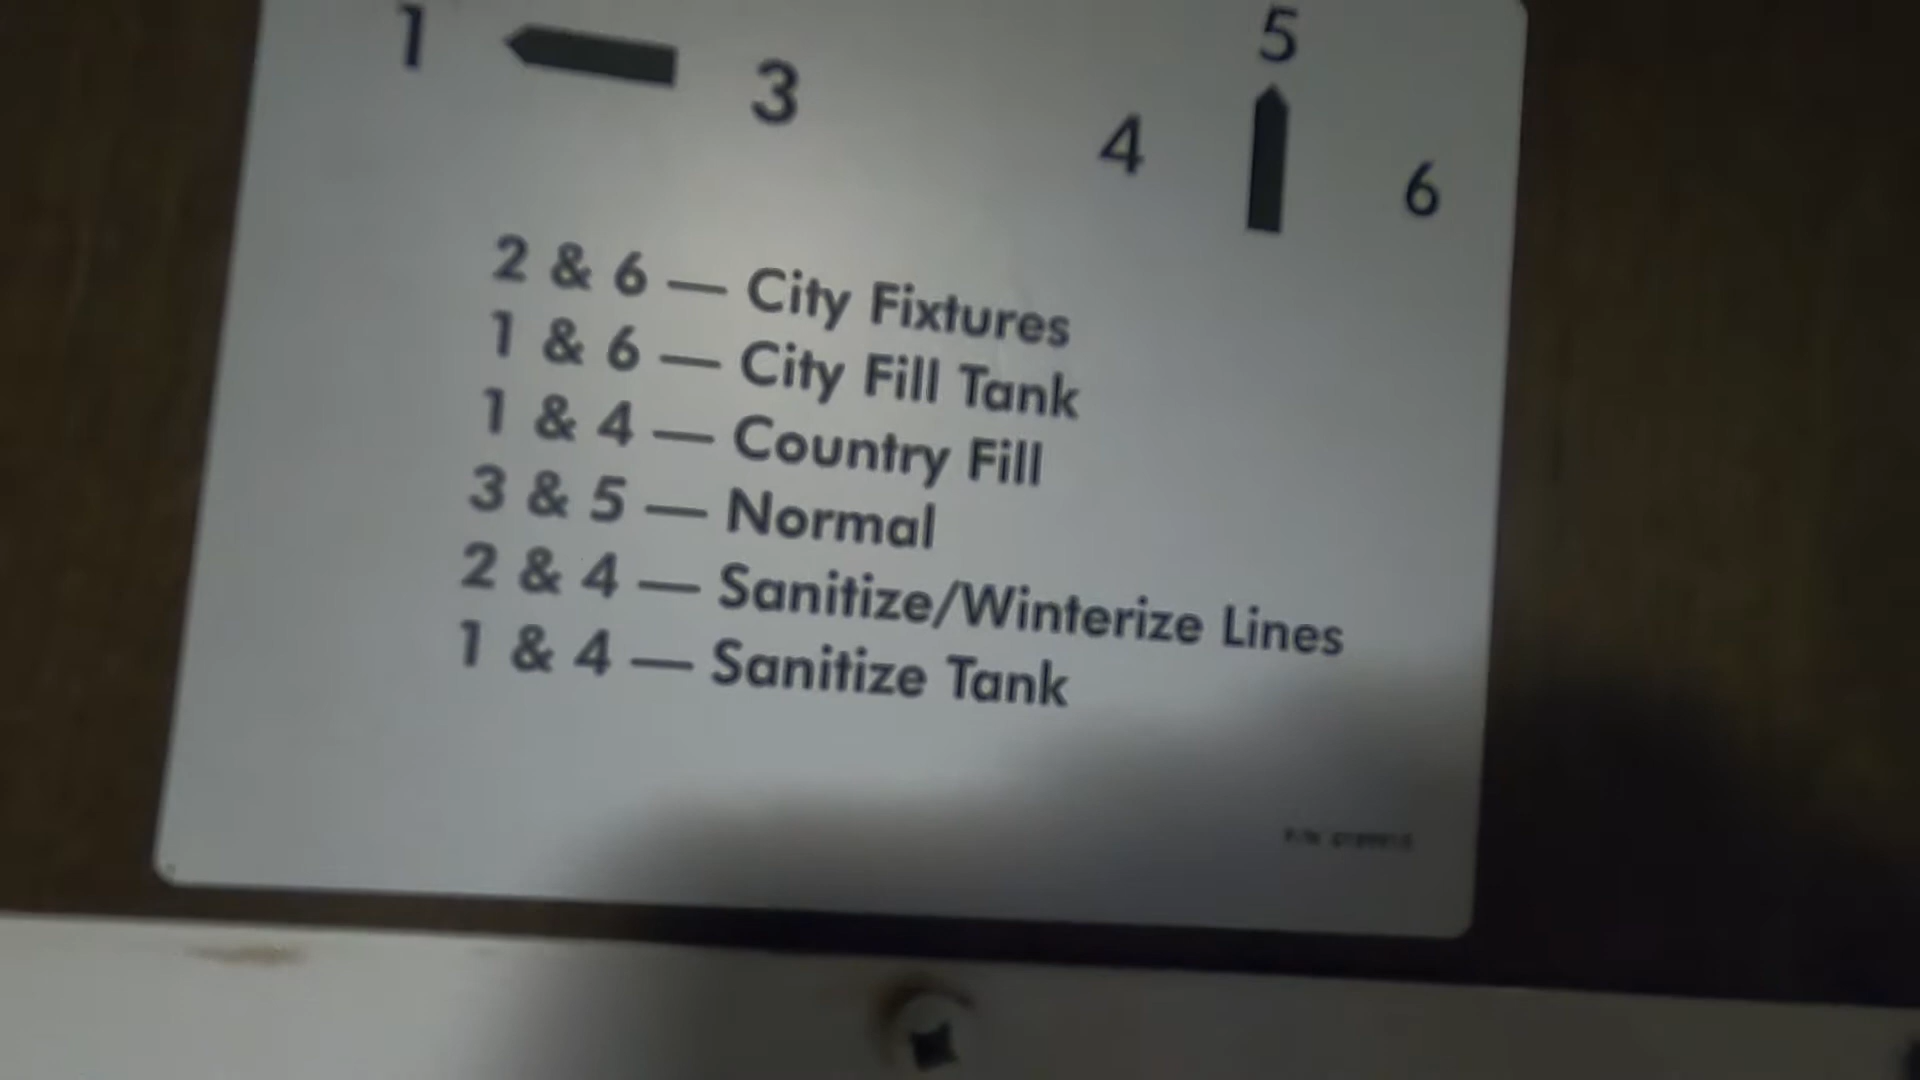 1 3 5
4 6
2 & 6 — City Fixtures
1 & 6 — City Fill Tank
1 & 4 — Country Fill
3 & 5 — Normal
2 & 4 — Sanitize/Winterize Lines
1 & 4 — Sanitize Tank